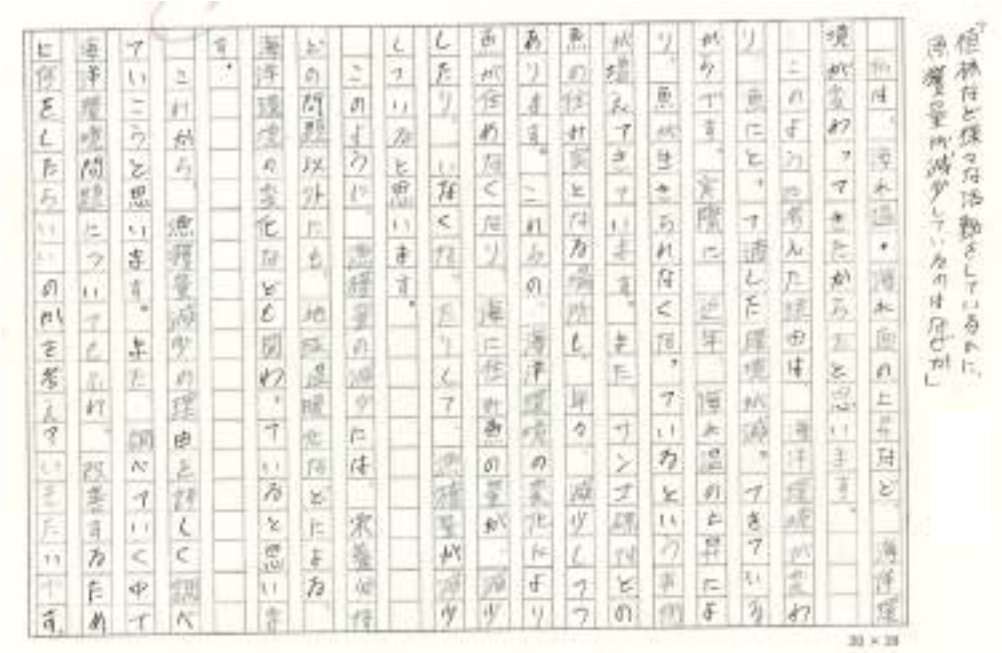 植林など様々な活動をしているのに、
漁獲量が減少しているのはなぜか」
は、海水温・海水面の上昇など、海洋環
境が変わってきたからだと思います。
このような考えた理由は、海洋環境が変わ
り、魚にとって適した環境が減ってきている
からです。実際に、近年、海水温の上昇によ
り、魚が生きられなくなっているという事例
が増えてきています。また、サンゴ礁などの
魚の住れ家となる場所も年々、減少しつつ
あります。これらの海洋環境の変化により
魚が住めなくなり、海に住む魚の量が、減少
したり、いなくなったりして、漁獲量が減少
しているいると思います。
このように、漁獲量の減少には、栄養
どの問題以外にも、地球温暖化などによる
海洋環境の変化なども関わっていると思いま
す。
これから、漁獲量減少の理由を詳しく調べ
ていこうと思います。また、調べていく中で
海洋環境問題についてもふれ、改善するため
に何をしたらいいのかを考えていきたいです。